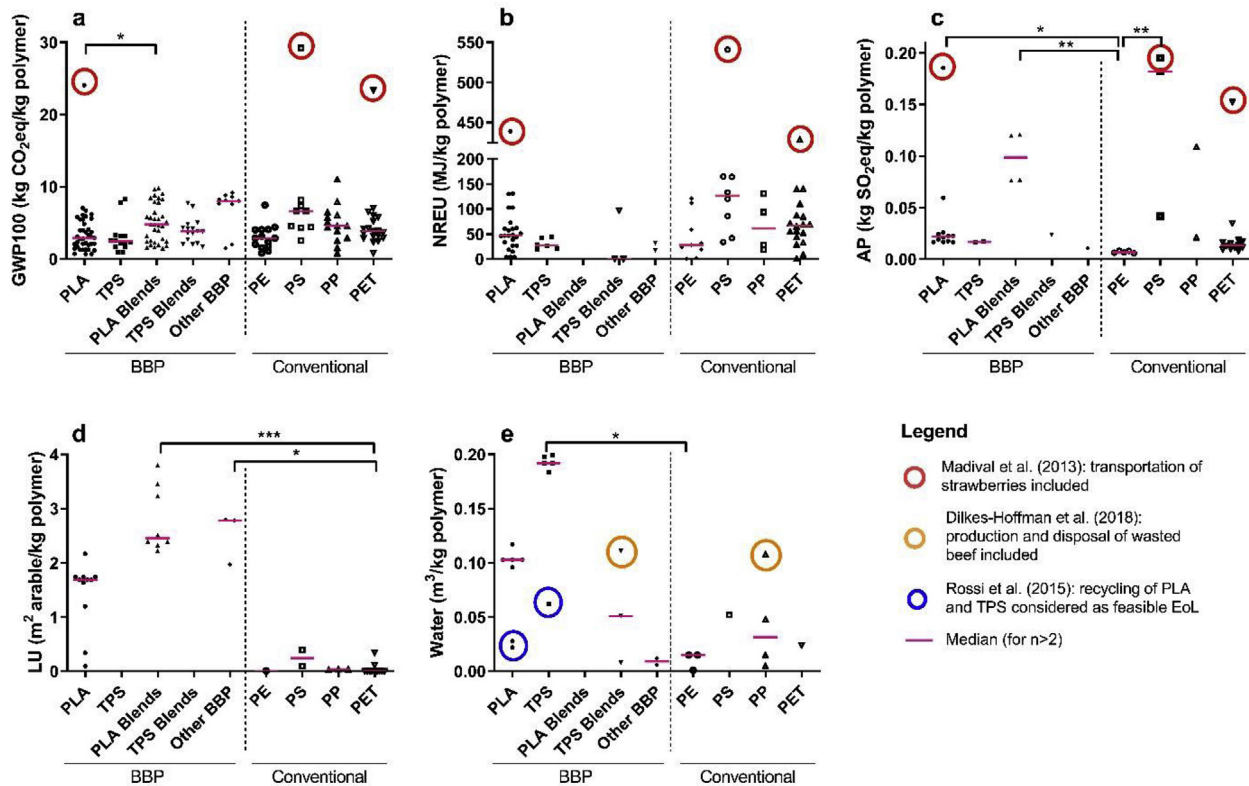 a
GWP100 (kg CO₂eq/kg polymer)
30
20
10
0
*
PLA
TPS
PLA Blends
TPS Blends
Other BBP
PE
PS
PP
PET
BBP
Conventional
b
NREU (MJ/kg polymer)
550
450
200
150
100
50
0
PLA
TPS
PLA Blends
TPS Blends
Other BBP
PE
PS
PP
PET
BBP
Conventional
c
AP (kg SO₂eq/kg polymer)
0.20
0.15
0.10
0.05
0.00
*
**
**
PLA
TPS
PLA Blends
TPS Blends
Other BBP
PE
PS
PP
PET
BBP
Conventional
d
LU (m² arable/kg polymer)
4
3
2
1
0
***
*
PLA
TPS
PLA Blends
TPS Blends
Other BBP
PE
PS
PP
PET
BBP
Conventional
e
Water (m³/kg polymer)
0.20
0.15
0.10
0.05
0.00
*
PLA
TPS
PLA Blends
TPS Blends
Other BBP
PE
PS
PP
PET
BBP
Conventional
Legend
Madival et al. (2013): transportation of
strawberries included
Dilkes-Hoffman et al. (2018):
production and disposal of wasted
beef included
Rossi et al. (2015): recycling of PLA
and TPS considered as feasible EoL
Median (for n>2)